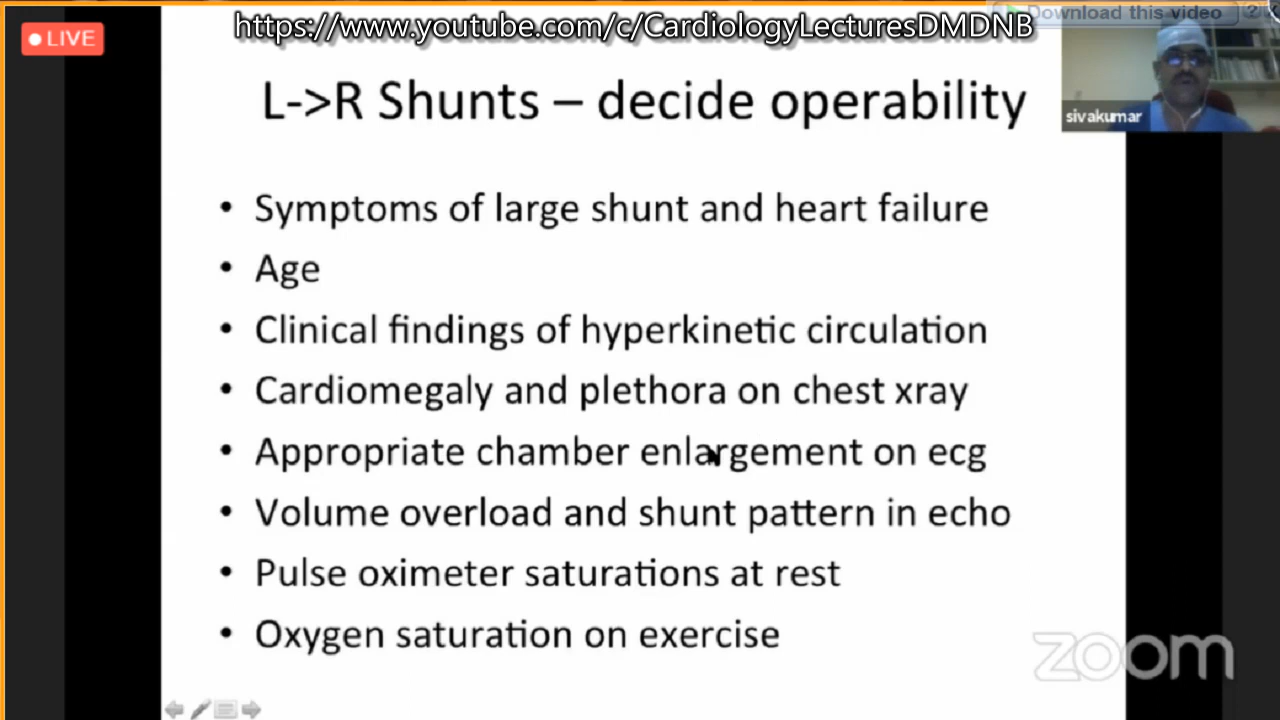 https://www.youtube.com/c/CardiologyLecturesDMDNB
Download this video
LIVE
L->R Shunts – decide operability
sivakumar
• Symptoms of large shunt and heart failure
• Age
• Clinical findings of hyperkinetic circulation
• Cardiomegaly and plethora on chest xray
• Appropriate chamber enlargement on ecg
• Volume overload and shunt pattern in echo
• Pulse oximeter saturations at rest
• Oxygen saturation on exercise
zoom